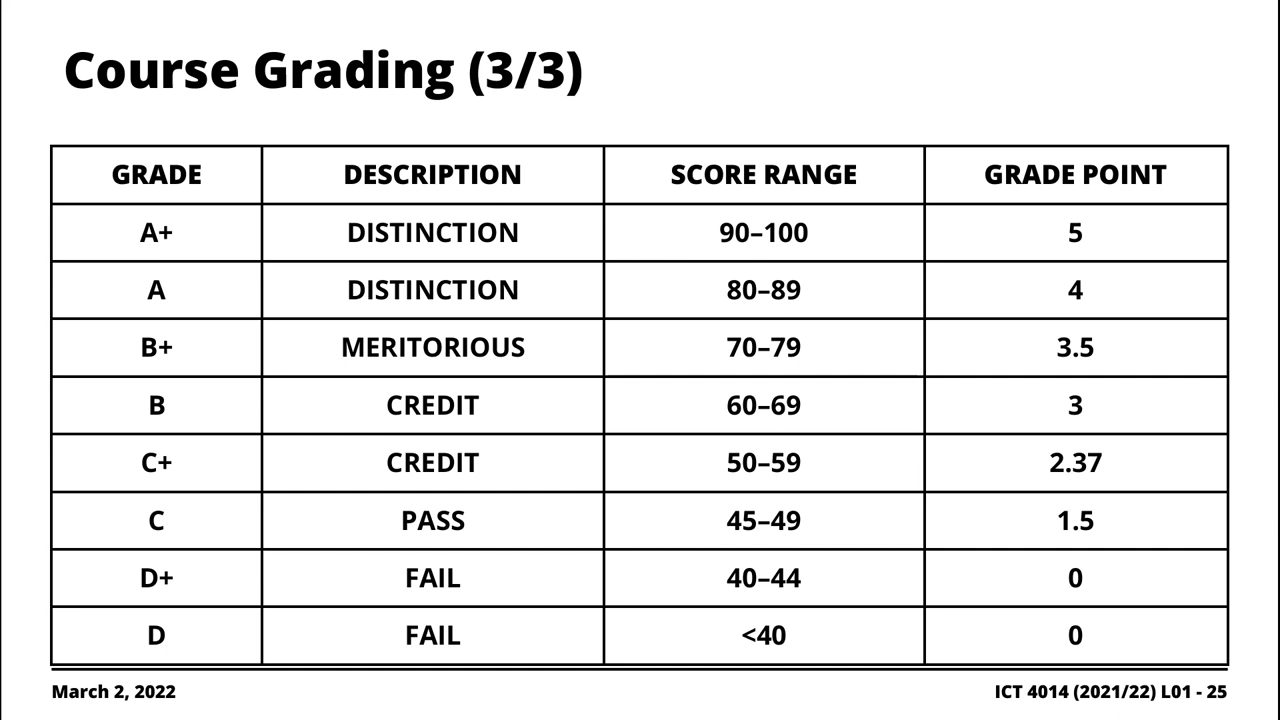 Course Grading (3/3)
GRADE DESCRIPTION SCORE RANGE GRADE POINT
A+ DISTINCTION 90–100 5
A DISTINCTION 80–89 4
B+ MERITORIOUS 70–79 3.5
B CREDIT 60–69 3
C+ CREDIT 50–59 2.37
C PASS 45–49 1.5
D+ FAIL 40–44 0
D FAIL <40 0
March 2, 2022 ICT 4014 (2021/22) L01 - 25